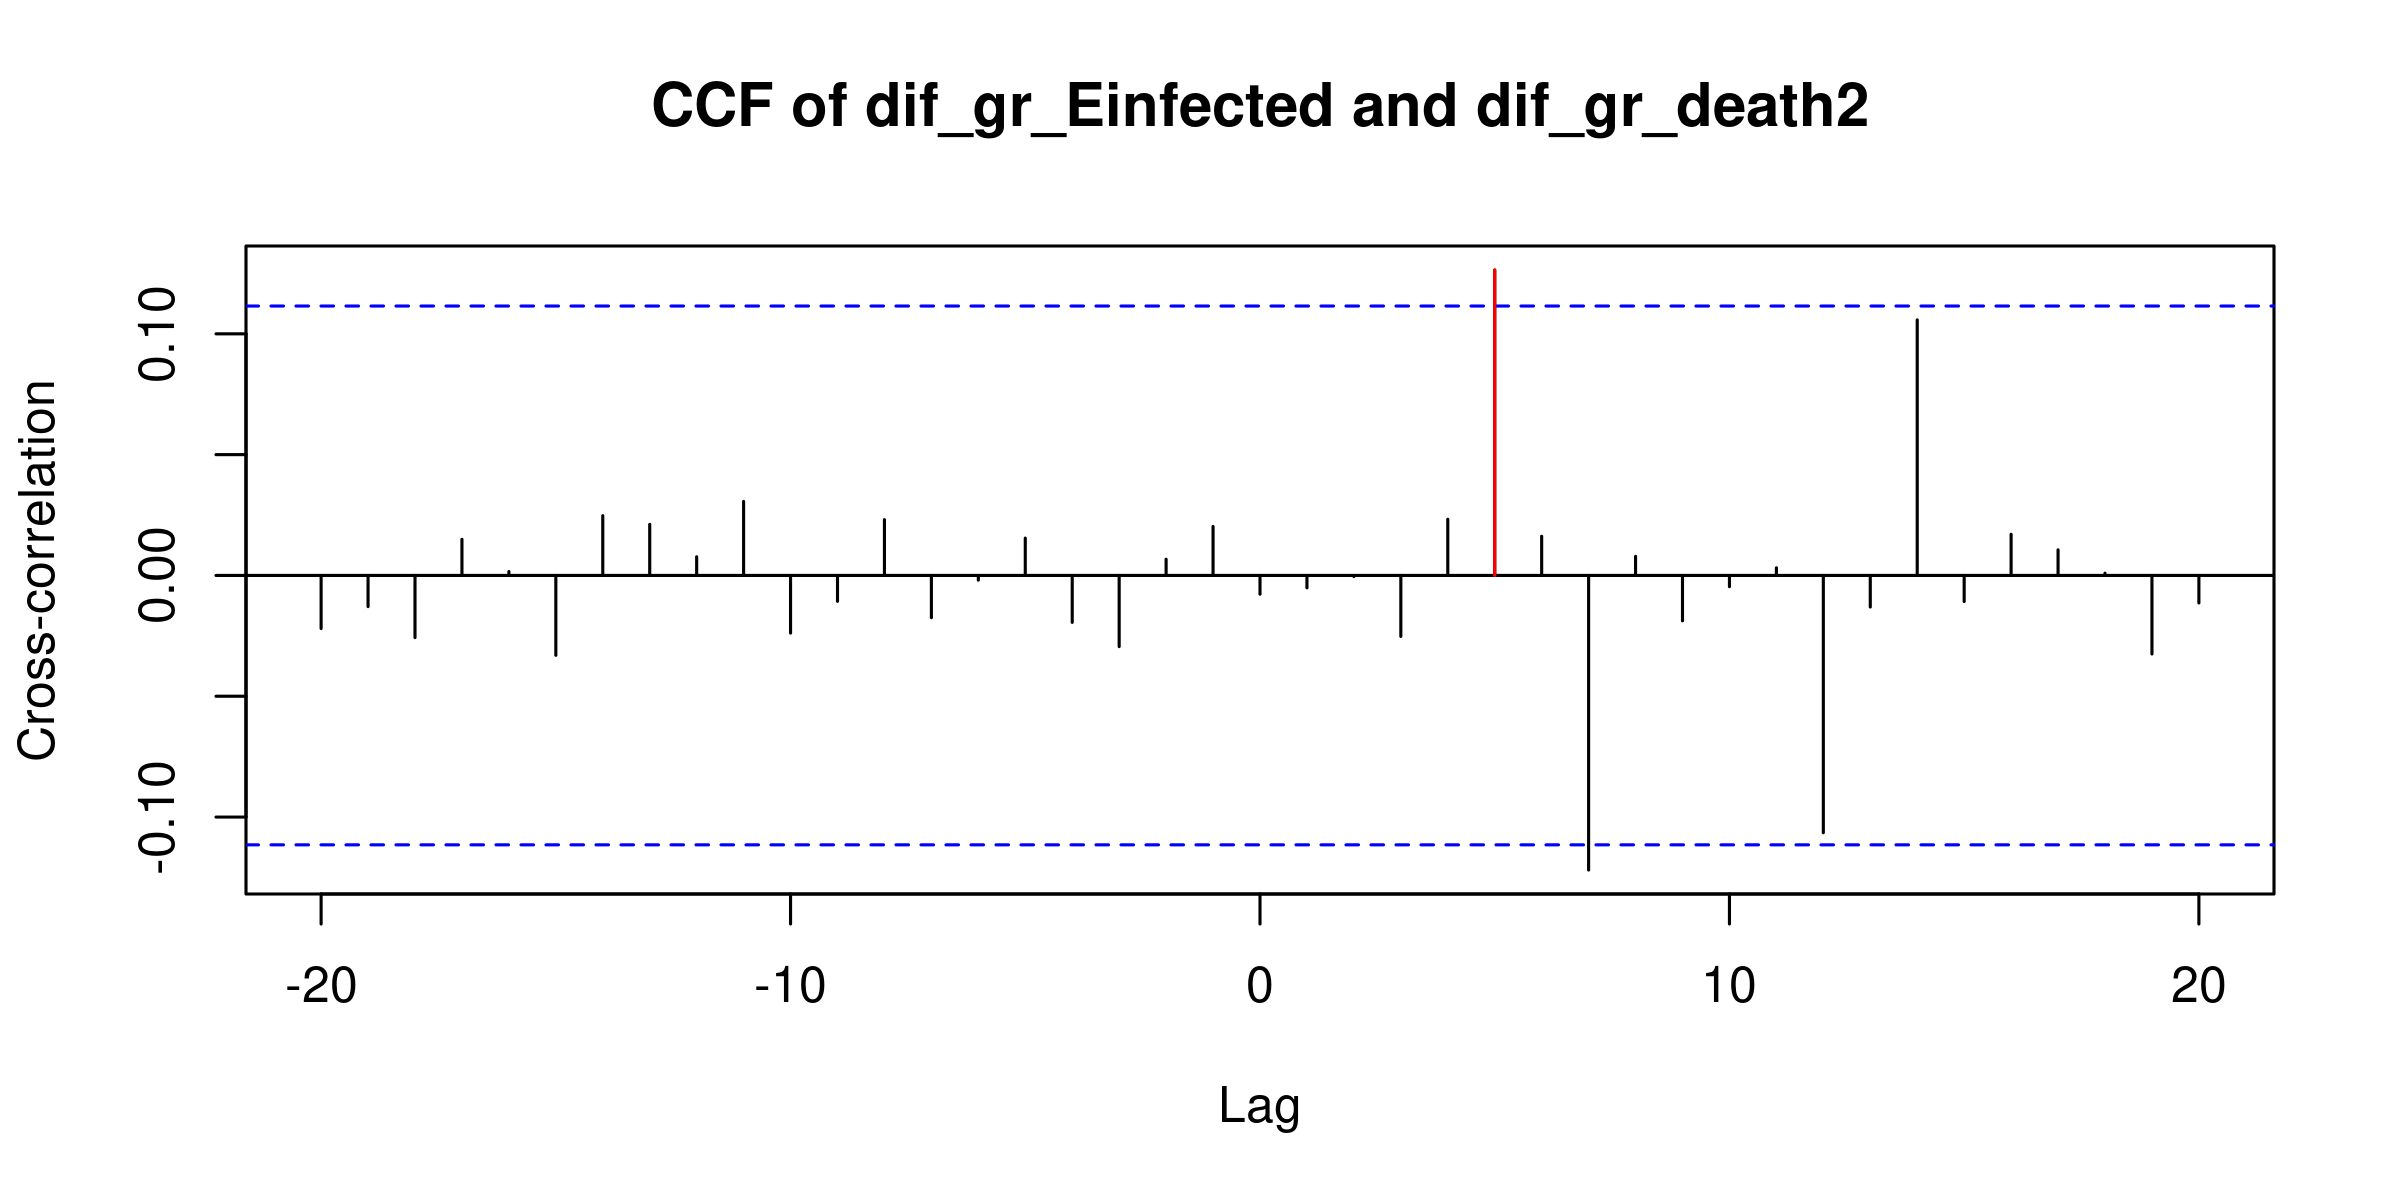 CCF of dif_gr_Einfected and dif_gr_death2
Cross-correlation
0.10
0.00
-0.10
-20 -10 0 10 20
Lag